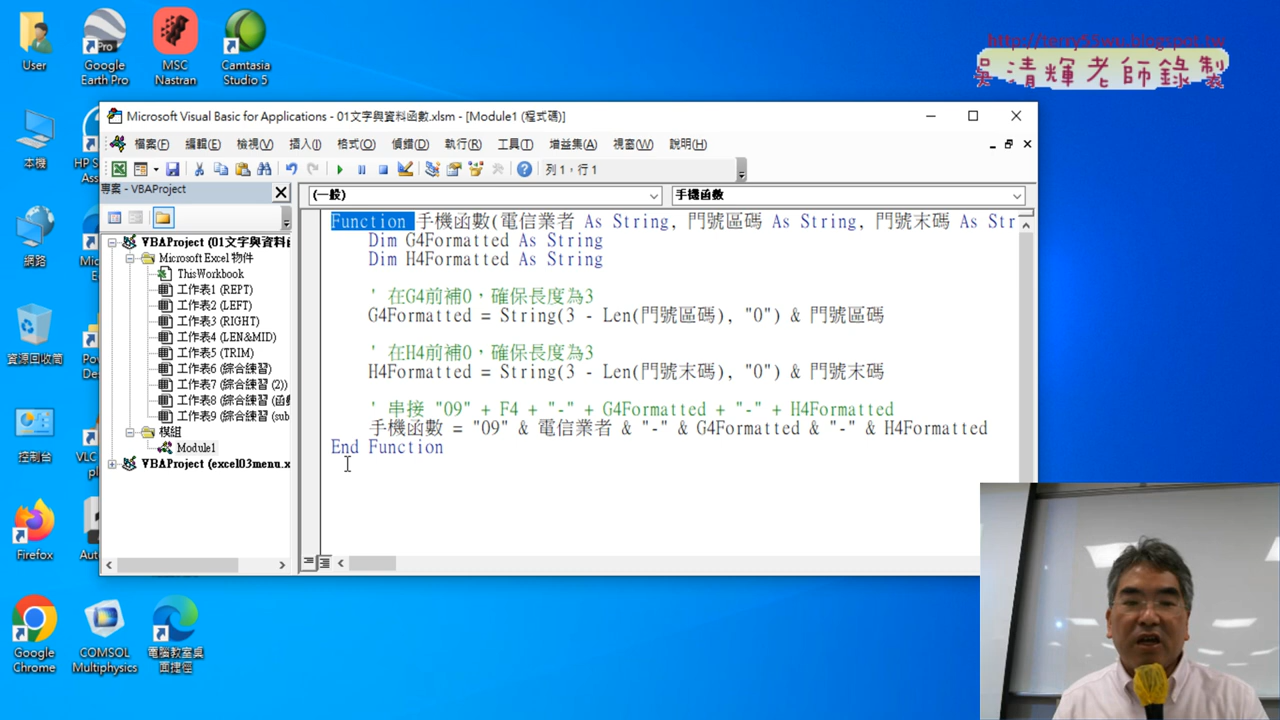 User
Google Earth Pro
MSC Nastran
Camtasia Studio 5
http://terry55wu.blogspot.tw
吳清輝老師錄製
Microsoft Visual Basic for Applications - 01文字與資料函數.xlsm - [Module1 (程式碼)]
檔案(F) 編輯(E) 檢視(V) 插入(I) 格式(O) 偵錯(D) 執行(R) 工具(T) 增益集(A) 視窗(W) 說明(H)
列 1，行 1
本機
HP S
Ass
專案 - VBAProject
(一般)
手機函數
VBAProject (01文字與資料函
Microsoft Excel 物件
ThisWorkbook
工作表1 (REPT)
工作表2 (LEFT)
工作表3 (RIGHT)
工作表4 (LEN&MID)
工作表5 (TRIM)
工作表6 (綜合練習)
工作表7 (綜合練習 (2))
工作表8 (綜合練習 (函
工作表9 (綜合練習 (sub
模組
Module1
VBAProject (excel03menu.x
Function 手機函數(電信業者 As String, 門號區碼 As String, 門號末碼 As Str
Dim G4Formatted As String
Dim H4Formatted As String
' 在G4前補0，確保長度為3
G4Formatted = String(3 - Len(門號區碼), "0") & 門號區碼
' 在H4前補0，確保長度為3
H4Formatted = String(3 - Len(門號末碼), "0") & 門號末碼
' 串接 "09" + F4 + "-" + G4Formatted + "-" + H4Formatted
手機函數 = "09" & 電信業者 & "-" & G4Formatted & "-" & H4Formatted
End Function
網路
Mic
E
資源回收筒
Po
De
控制台
VLC
pl
Firefox
Aut
Google Chrome
COMSOL Multiphysics
電腦教室桌面捷徑